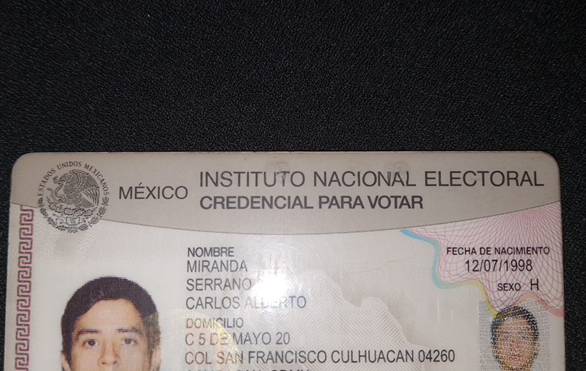 ESTADOS UNIDOS MEXICANOS
MÉXICO INSTITUTO NACIONAL ELECTORAL
CREDENCIAL PARA VOTAR
NOMBRE
MIRANDA
SERRANO
CARLOS ALBERTO
FECHA DE NACIMIENTO
12/07/1998
SEXO H
DOMICILIO
C 5 DE MAYO 20
COL SAN FRANCISCO CULHUACAN 04260